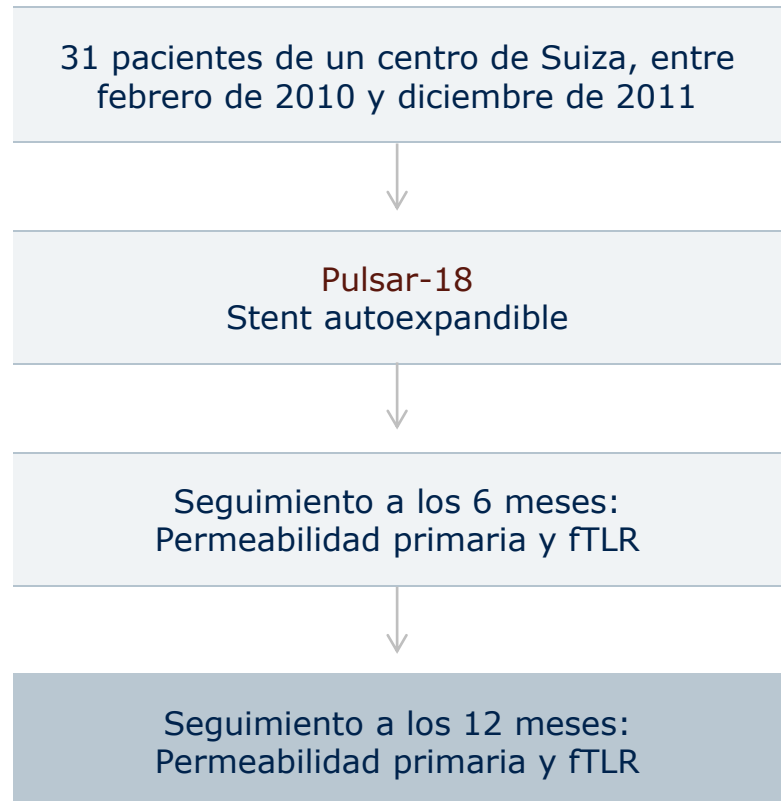 31 pacientes de un centro de Suiza, entre
febrero de 2010 y diciembre de 2011
Pulsar-18
Stent autoexpandible
Seguimiento a los 6 meses:
Permeabilidad primaria y fTLR
Seguimiento a los 12 meses:
Permeabilidad primaria y fTLR